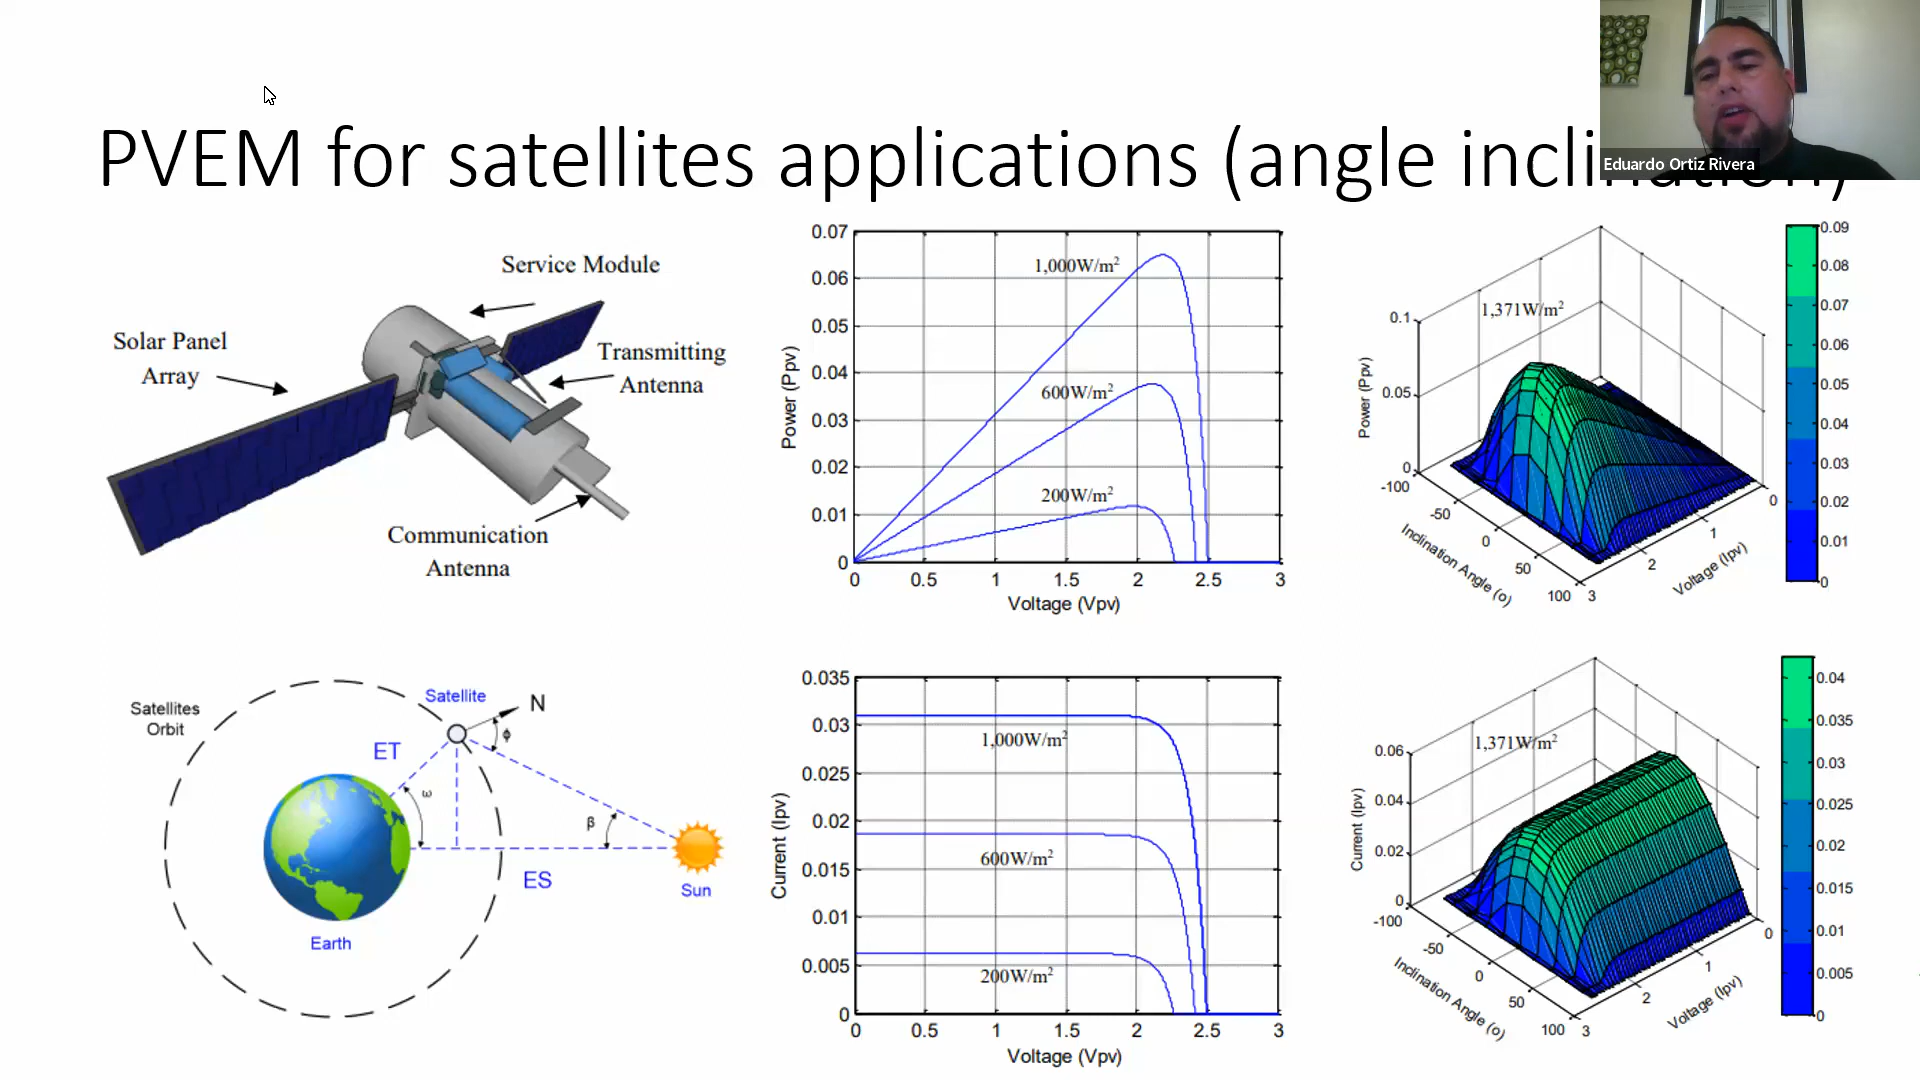 PVEM for satellites applications (angle inclination)
Eduardo Ortiz Rivera
Service Module
Solar Panel
Array
Transmitting
Antenna
Communication
Antenna
0.07
0.06
0.05
0.04
0.03
0.02
0.01
0
Power (Ppv)
1,000W/m²
600W/m²
200W/m²
0 0.5 1 1.5 2 2.5 3
Voltage (Vpv)
1,371W/m²
0.1
0.05
0
Power (Ppv)
-100
-50
0
50
100
Inclination Angle (o)
3
2
1
0
Voltage (Ipv)
0.09
0.08
0.07
0.06
0.05
0.04
0.03
0.02
0.01
0
Satellites
Orbit
Satellite
N
ϕ
ET
ω
β
ES
Sun
Earth
0.035
0.03
0.025
0.02
0.015
0.01
0.005
0
Current (Ipv)
1,000W/m²
600W/m²
200W/m²
0 0.5 1 1.5 2 2.5 3
Voltage (Vpv)
1,371W/m²
0.06
0.04
0.02
0
Current (Ipv)
-100
-50
0
50
100
Inclination Angle (o)
3
2
1
0
Voltage (Ipv)
0.04
0.035
0.03
0.025
0.02
0.015
0.01
0.005
0